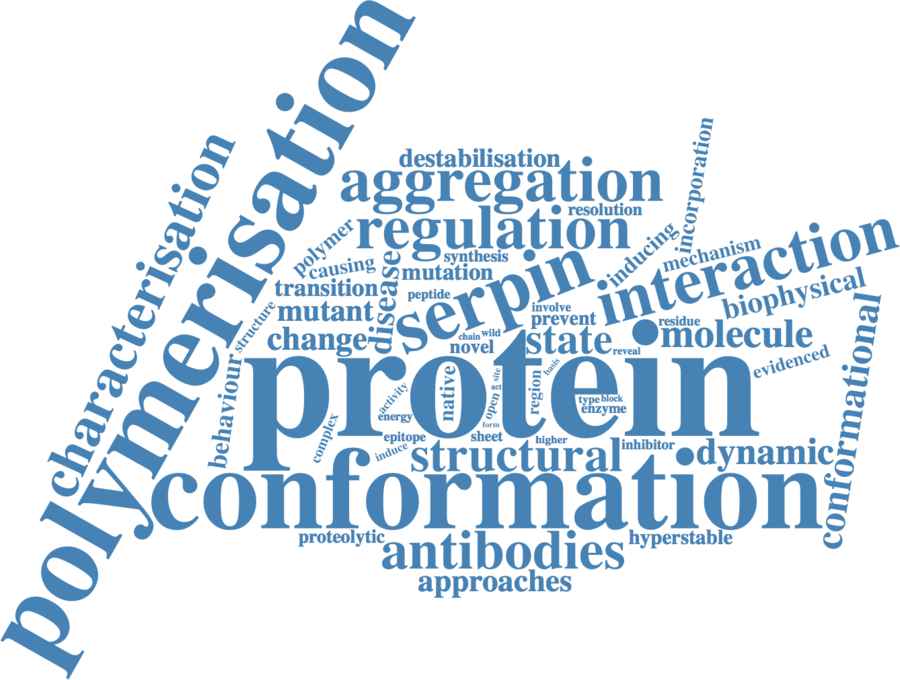 polymerisation
characterisation
destabilisation
aggregation
resolution
incorporation
regulation
polymer
causing
synthesis
mutation
inducing
mechanism
interaction
transition
disease
peptide
serpin
biophysical
mutant
structure
involve
prevent
residue
molecule
change
chain
wild
novel
state
reveal
evidenced
conformational
behaviour
protein
native
activity
energy
site
act
open
form
region
basis
type
block
enzyme
complex
epitope
induce
sheet
higher
inhibitor
structural
dynamic
conformation
proteolytic
antibodies
hyperstable
approaches